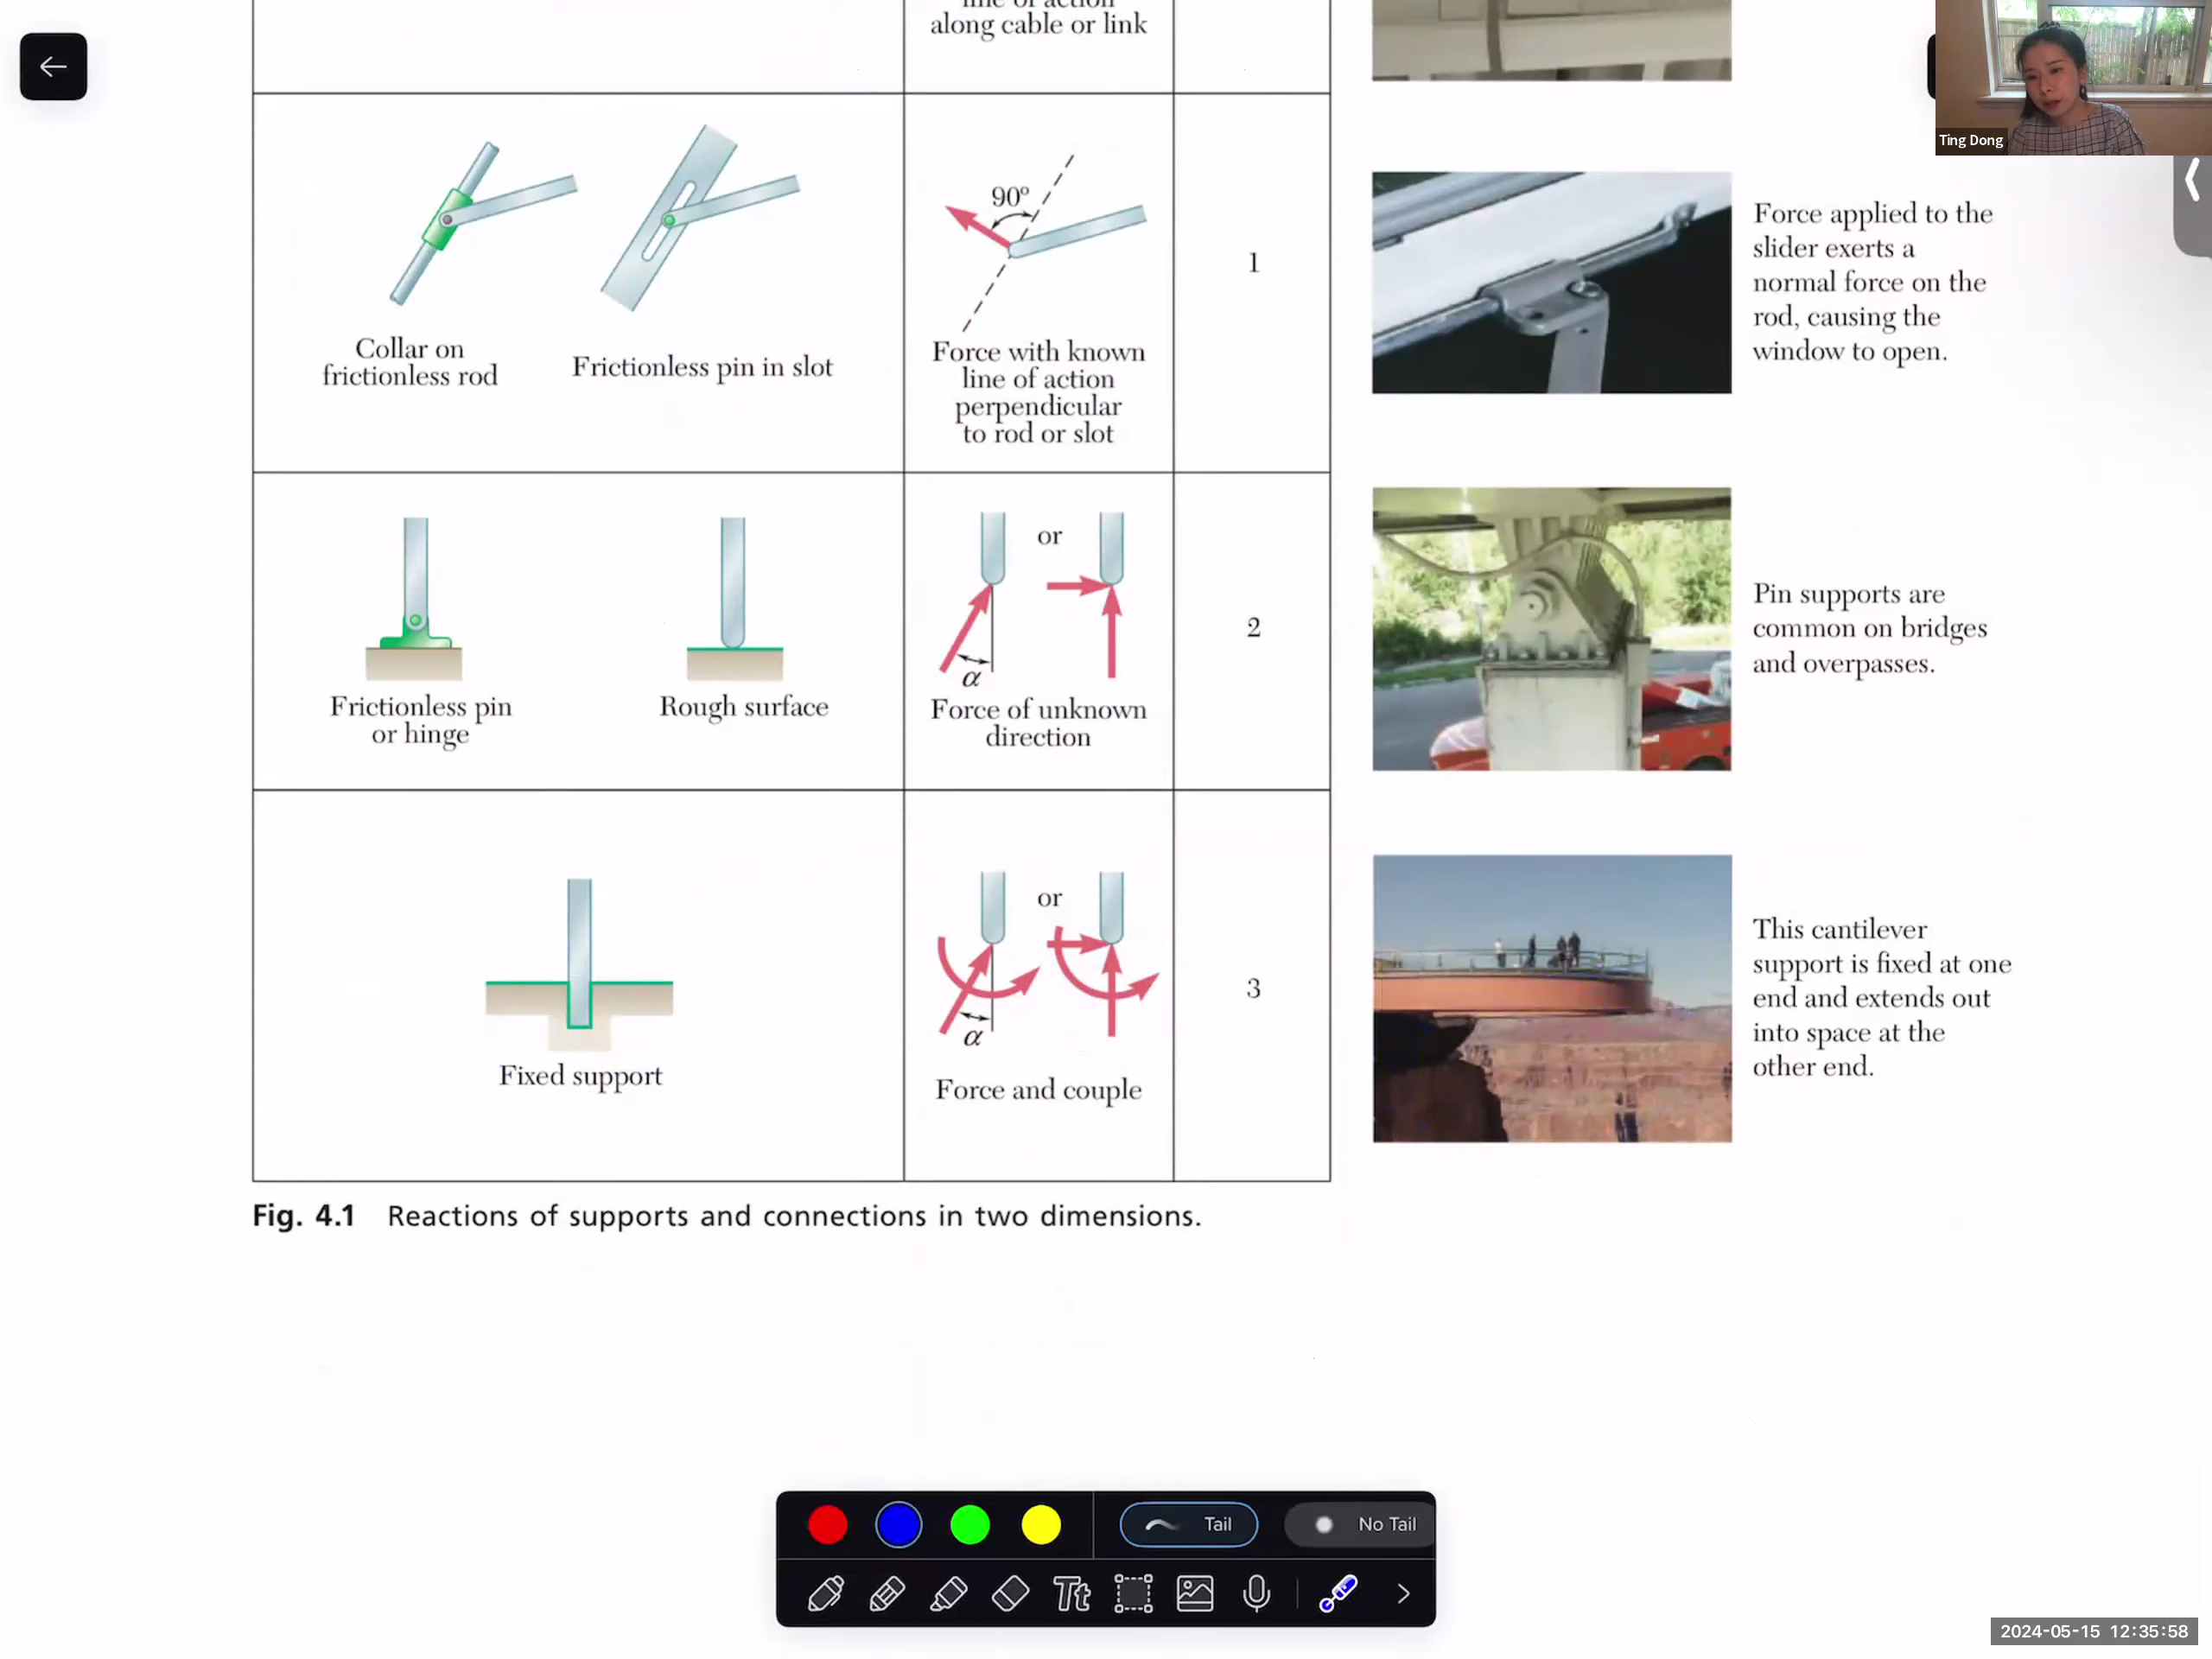 line of action
along cable or link
Ting Dong
90°
Collar on
frictionless rod
Frictionless pin in slot
Force with known
line of action
perpendicular
to rod or slot
1
Force applied to the
slider exerts a
normal force on the
rod, causing the
window to open.
or
α
Frictionless pin
or hinge
Rough surface
Force of unknown
direction
2
Pin supports are
common on bridges
and overpasses.
or
α
Fixed support
Force and couple
3
This cantilever
support is fixed at one
end and extends out
into space at the
other end.
Fig. 4.1 Reactions of supports and connections in two dimensions.
Tail
No Tail
Tt
2024-05-15 12:35:58